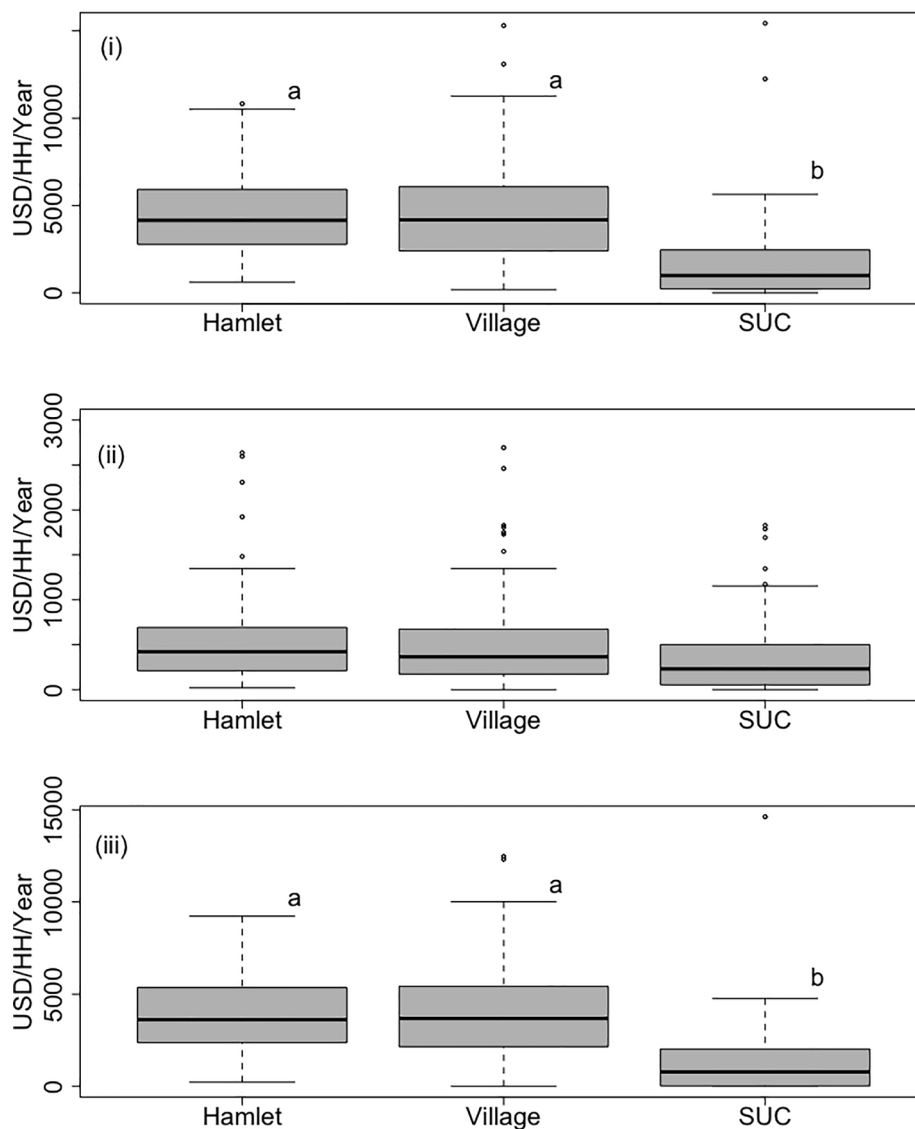 (i)
USD/HH/Year
10000
5000
0
a
a
b
Hamlet Village SUC
(ii)
USD/HH/Year
3000
2000
1000
0
Hamlet Village SUC
(iii)
USD/HH/Year
15000
10000
5000
0
a
a
b
Hamlet Village SUC